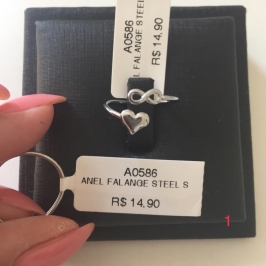 A0586
ANEL FALANGE STEEL S
R$ 14,90
A0586
ANEL FALANGE STEEL S
R$ 14,90
1